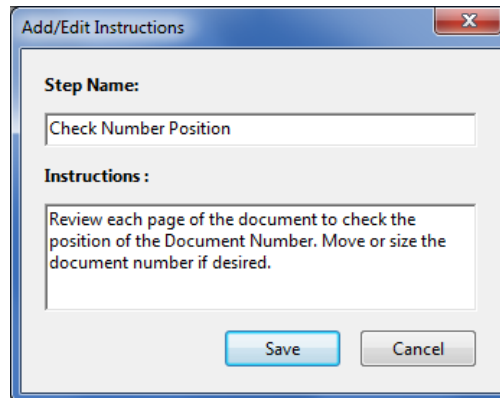 Add/Edit Instructions
Step Name:
Check Number Position
Instructions :
Review each page of the document to check the
position of the Document Number. Move or size the
document number if desired.
Save Cancel